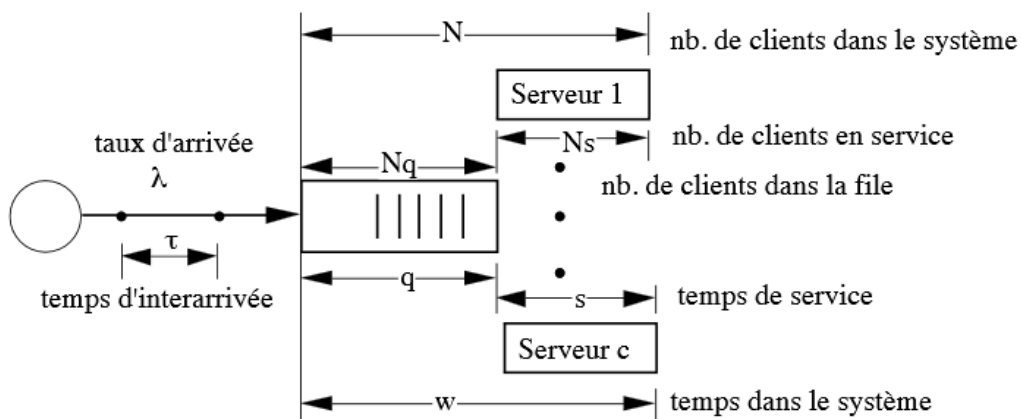 N
nb. de clients dans le système
Serveur 1
taux d'arrivée
λ
Ns
nb. de clients en service
Nq
nb. de clients dans la file
τ
temps d'interarrivée
q
s
temps de service
Serveur c
w
temps dans le système